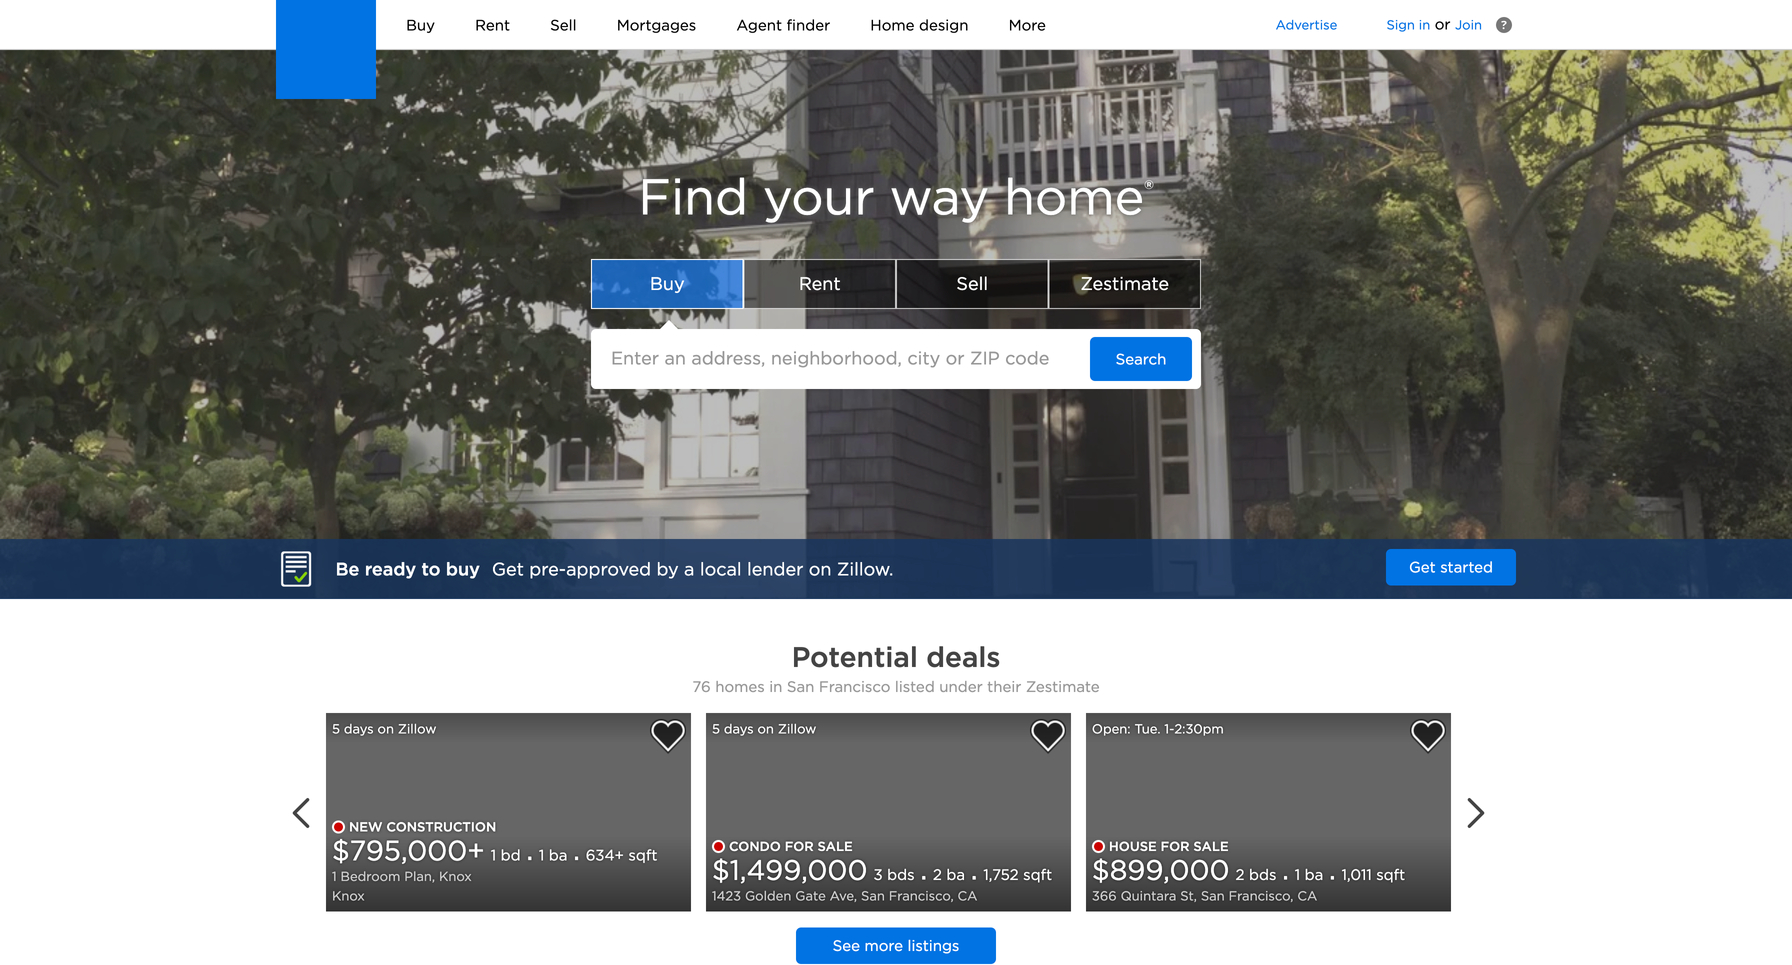 Buy Rent Sell Mortgages Agent finder Home design More Advertise Sign in or Join ?
Find your way home®
Buy Rent Sell Zestimate
Enter an address, neighborhood, city or ZIP code Search
Be ready to buy Get pre-approved by a local lender on Zillow. Get started
Potential deals
76 homes in San Francisco listed under their Zestimate
5 days on Zillow
NEW CONSTRUCTION
$795,000+ 1 bd . 1 ba . 634+ sqft
1 Bedroom Plan, Knox
Knox
5 days on Zillow
CONDO FOR SALE
$1,499,000 3 bds . 2 ba . 1,752 sqft
1423 Golden Gate Ave, San Francisco, CA
Open: Tue. 1-2:30pm
HOUSE FOR SALE
$899,000 2 bds . 1 ba . 1,011 sqft
366 Quintara St, San Francisco, CA
See more listings